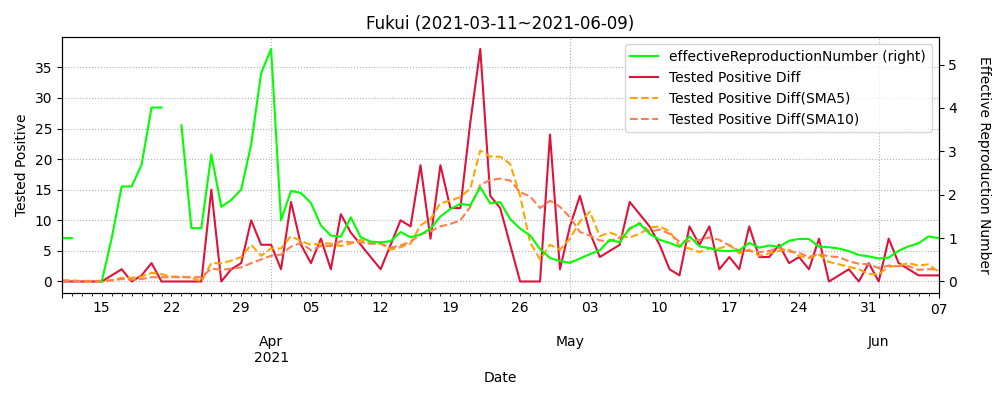 Fukui (2021-03-11~2021-06-09)
effectiveReproductionNumber (right)
Tested Positive Diff
Tested Positive Diff(SMA5)
Tested Positive Diff(SMA10)
Tested Positive
35
30
25
20
15
10
5
0
Effective Reproduction Number
5
4
3
2
1
0
15 22 29 05 12 19 26 03 10 17 24 31 07
Apr May Jun
2021
Date